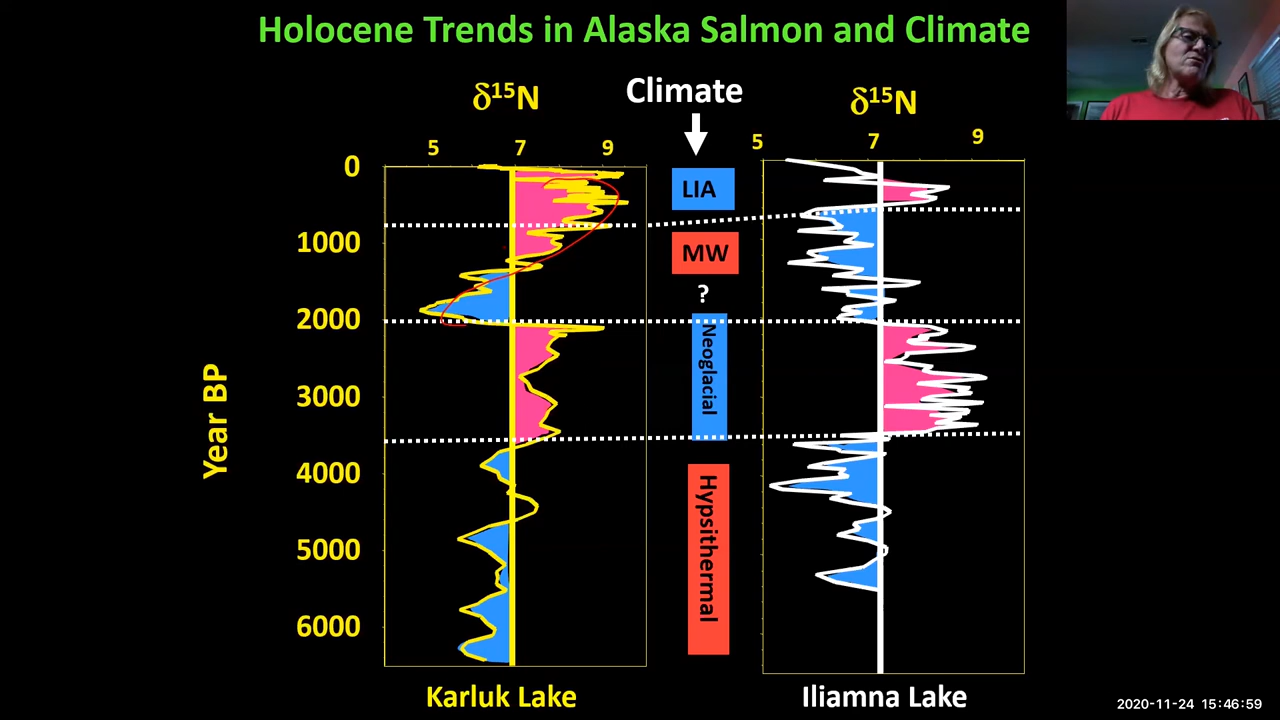 Holocene Trends in Alaska Salmon and Climate
δ15N
Climate
δ15N
5 7 9
5 7 9
0
1000
2000
3000
4000
5000
6000
Year BP
LIA
MW
?
Neoglacial
Hypsithermal
Karluk Lake
Iliamna Lake
2020-11-24 15:46:59